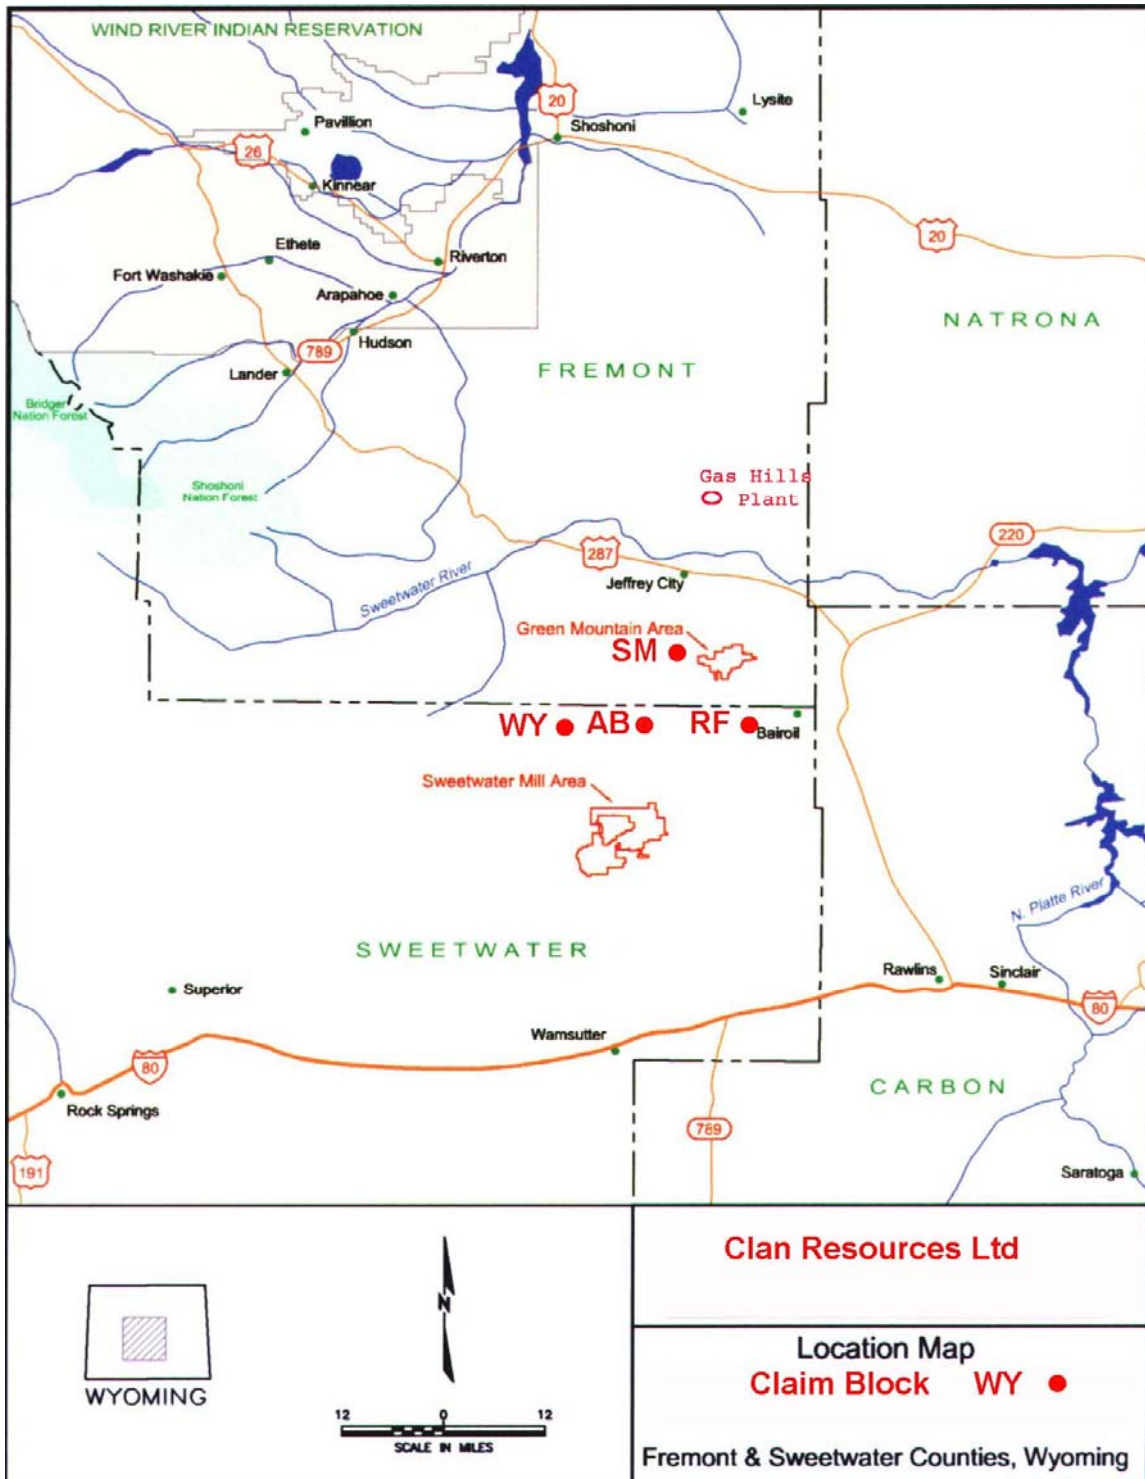 WIND RIVER INDIAN RESERVATION
20
Lysite
Pavillion
Shoshoni
26
Kinnear
20
Ethete
Riverton
Fort Washakie
Arapahoe
NATRONA
Hudson
789
Lander
FREMONT
Bridger
Nation Forest
Gas Hills
Plant
Shoshoni
Nation Forest
220
287
Jeffrey City
Sweetwater River
Green Mountain Area
SM
WY
AB
RF
Bairoil
Sweetwater Mill Area
N. Platte River
SWEETWATER
Rawlins
Sinclair
Superior
80
Wamsutter
80
CARBON
Rock Springs
789
191
Saratoga
Clan Resources Ltd
N
Location Map
WYOMING
Claim Block WY
12 0 12
SCALE IN MILES
Fremont & Sweetwater Counties, Wyoming